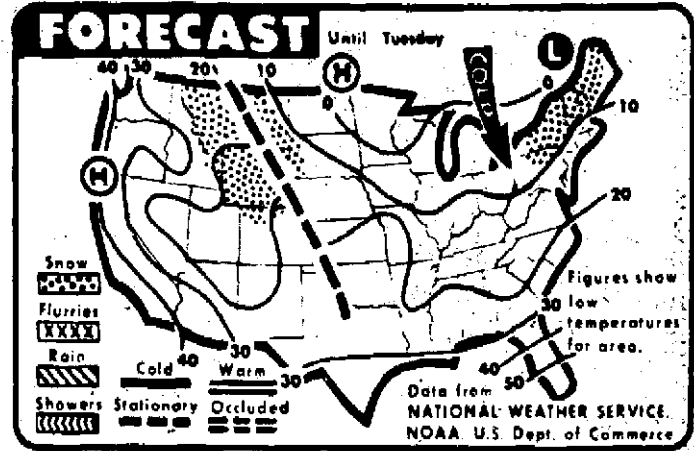 FORECAST
Until Tuesday
40 30 20 10
H
0
COLD
L
0
10
H
20
Snow
Flurries
Rain
Showers
Cold
Warm
Stationary
Occluded
40
30
30
30
40
50
Figures show
low
temperatures
for area.
Data from
NATIONAL WEATHER SERVICE,
NOAA, U.S. Dept. of Commerce